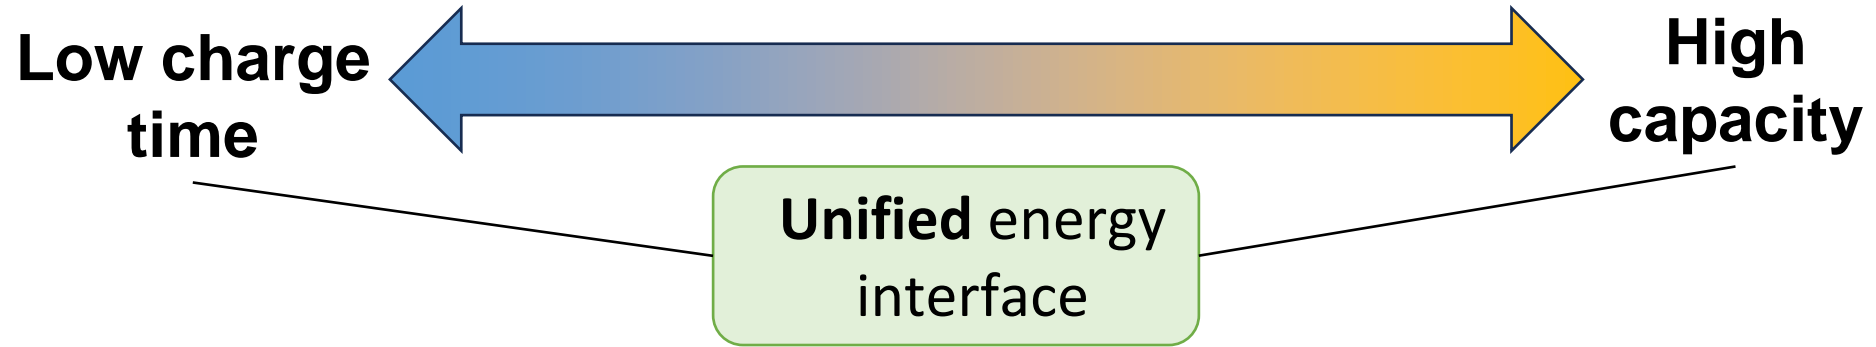 Low charge
time
High
capacity
Unified energy
interface